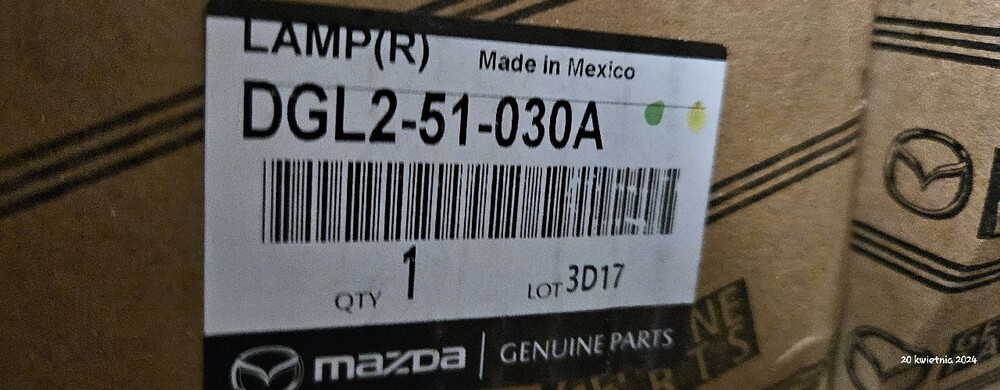 LAMP(R) Made in Mexico
DGL2-51-030A
QTY 1 LOT 3D17
mazda | GENUINE PARTS
20 kwietnia 2024